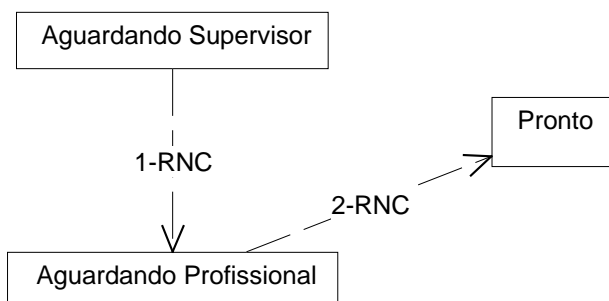 Aguardando Supervisor
Pronto
1-RNC
2-RNC
Aguardando Profissional